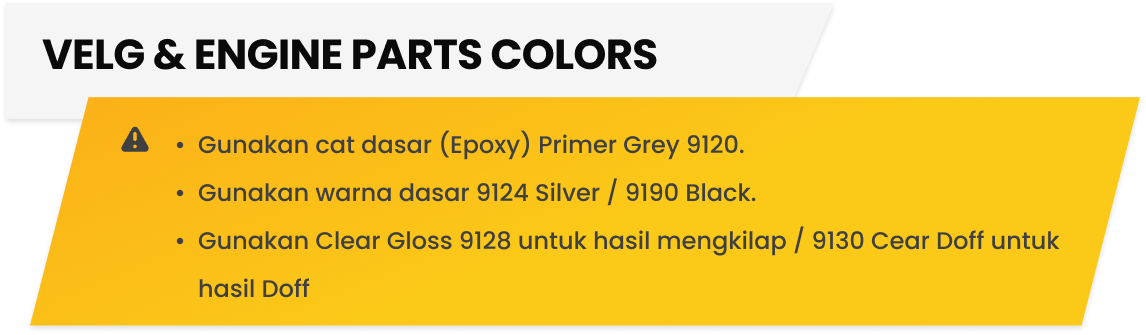 VELG & ENGINE PARTS COLORS
• Gunakan cat dasar (Epoxy) Primer Grey 9120.
• Gunakan warna dasar 9124 Silver / 9190 Black.
• Gunakan Clear Gloss 9128 untuk hasil mengkilap / 9130 Cear Doff untuk
hasil Doff